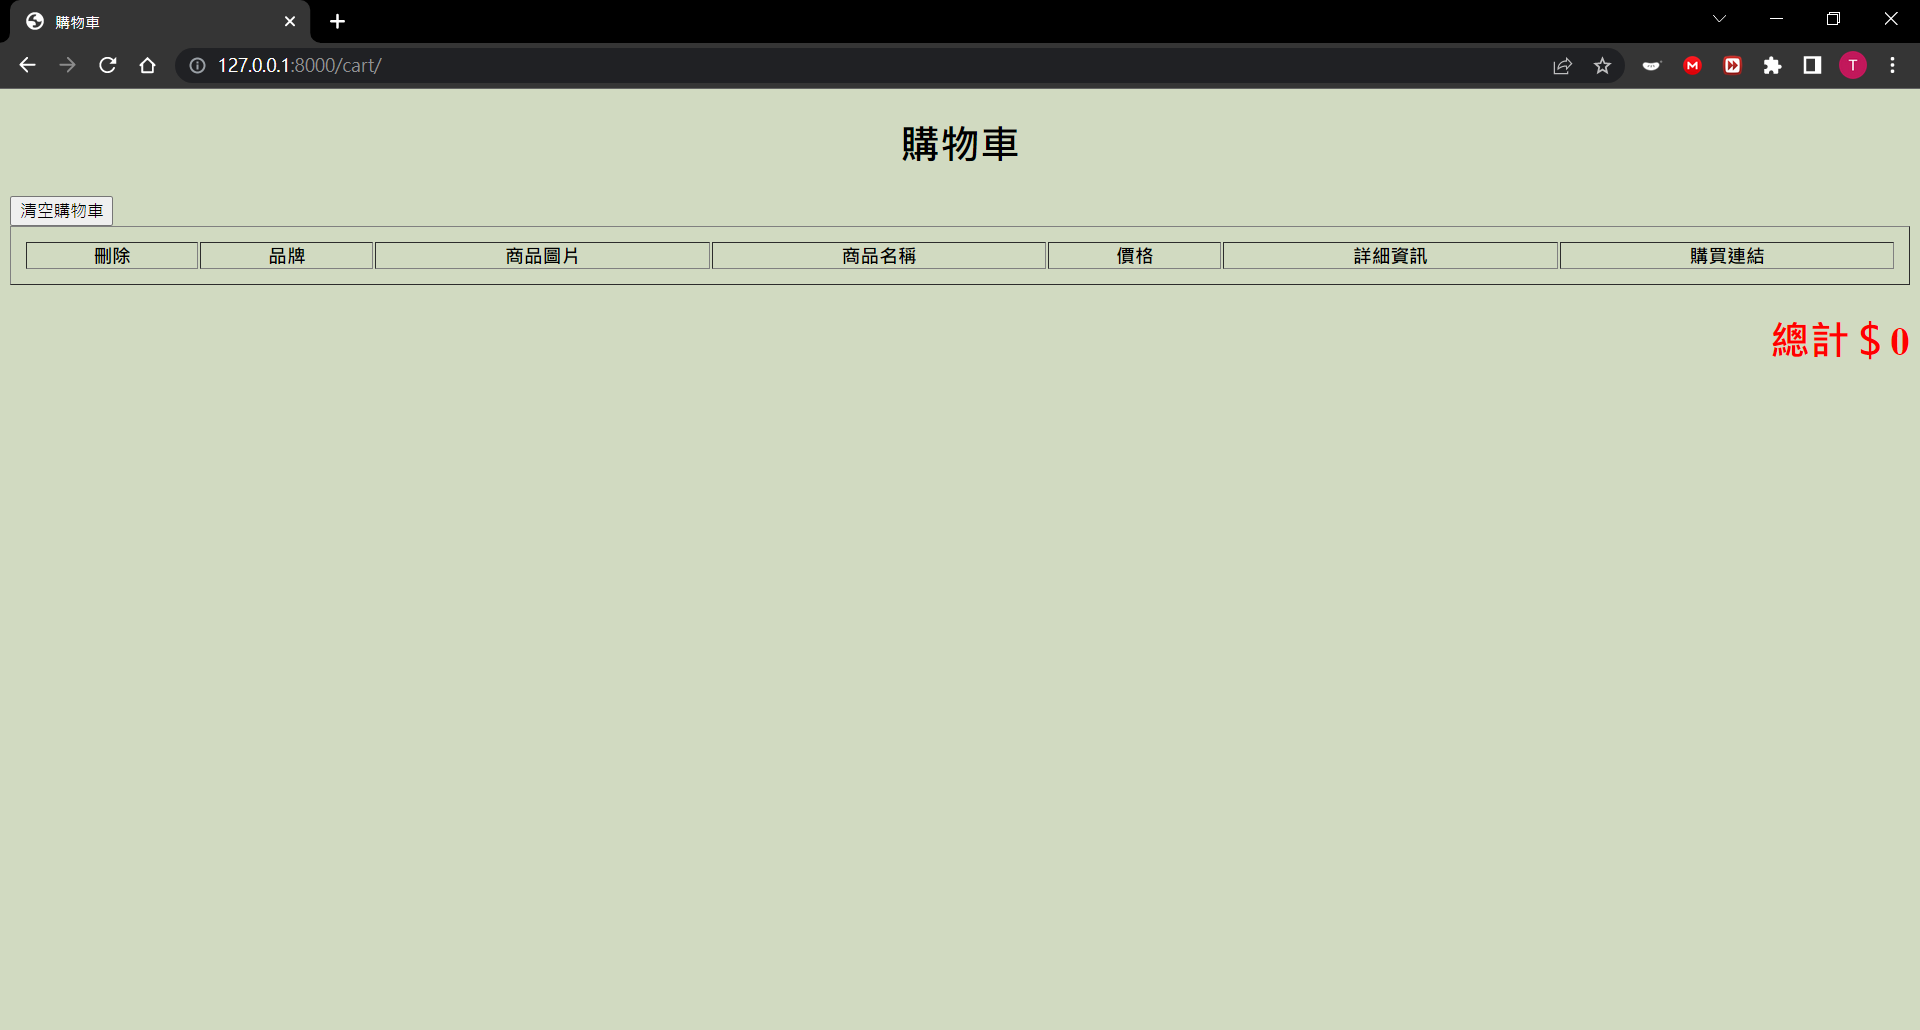 購物車
127.0.0.1:8000/cart/
M
T
購物車
清空購物車
刪除 品牌 商品圖片 商品名稱 價格 詳細資訊 購買連結
總計 $ 0